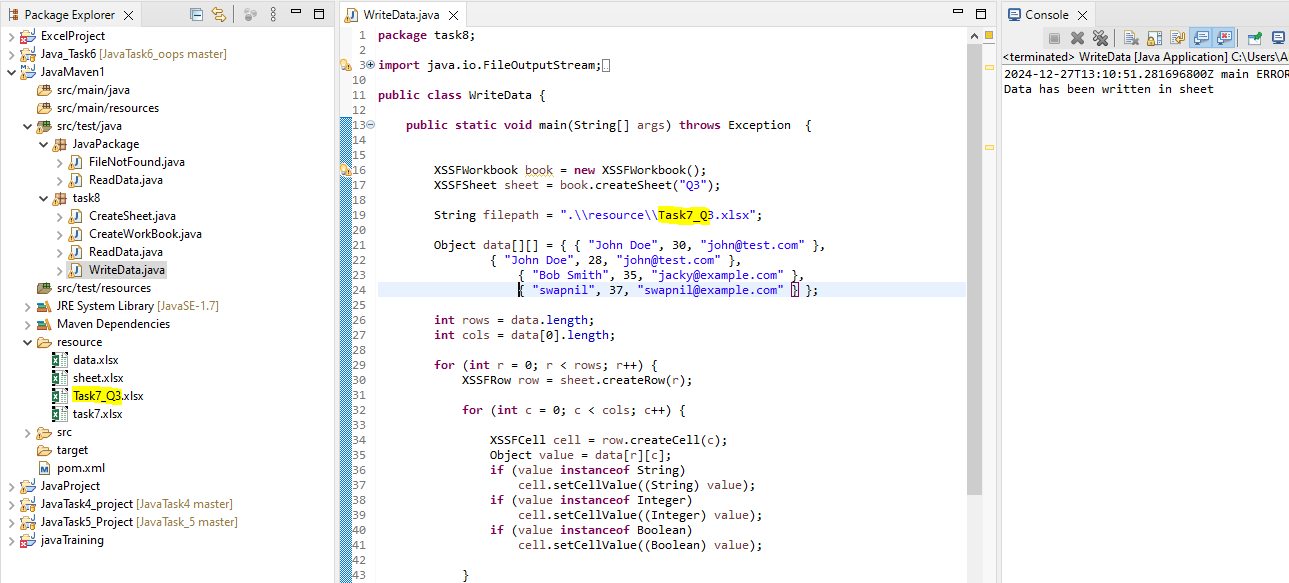 Package Explorer
ExcelProject
Java_Task6 [JavaTask6_oops master]
JavaMaven1
src/main/java
src/main/resources
src/test/java
JavaPackage
FileNotFound.java
ReadData.java
task8
CreateSheet.java
CreateWorkBook.java
ReadData.java
WriteData.java
src/test/resources
JRE System Library [JavaSE-1.7]
Maven Dependencies
resource
data.xlsx
sheet.xlsx
Task7_Q3.xlsx
task7.xlsx
src
target
pom.xml
JavaProject
JavaTask4_project [JavaTask4 master]
JavaTask5_Project [JavaTask_5 master]
javaTraining
WriteData.java
1 package task8;
2
3 import java.io.FileOutputStream;
10
11 public class WriteData {
12
13 public static void main(String[] args) throws Exception {
14
15
16 XSSFWorkbook book = new XSSFWorkbook();
17 XSSFSheet sheet = book.createSheet("Q3");
18
19 String filepath = ".\\resource\\Task7_Q3.xlsx";
20
21 Object data[][] = { { "John Doe", 30, "john@test.com" },
22 { "John Doe", 28, "john@test.com" },
23 { "Bob Smith", 35, "jacky@example.com" },
24 { "swapnil", 37, "swapnil@example.com" } };
25
26 int rows = data.length;
27 int cols = data[0].length;
28
29 for (int r = 0; r < rows; r++) {
30 XSSFRow row = sheet.createRow(r);
31
32 for (int c = 0; c < cols; c++) {
33
34 XSSFCell cell = row.createCell(c);
35 Object value = data[r][c];
36 if (value instanceof String)
37 cell.setCellValue((String) value);
38 if (value instanceof Integer)
39 cell.setCellValue((Integer) value);
40 if (value instanceof Boolean)
41 cell.setCellValue((Boolean) value);
42
43 }
Console
<terminated> WriteData [Java Application] C:\Users\A
2024-12-27T13:10:51.281696800Z main ERROR
Data has been written in sheet